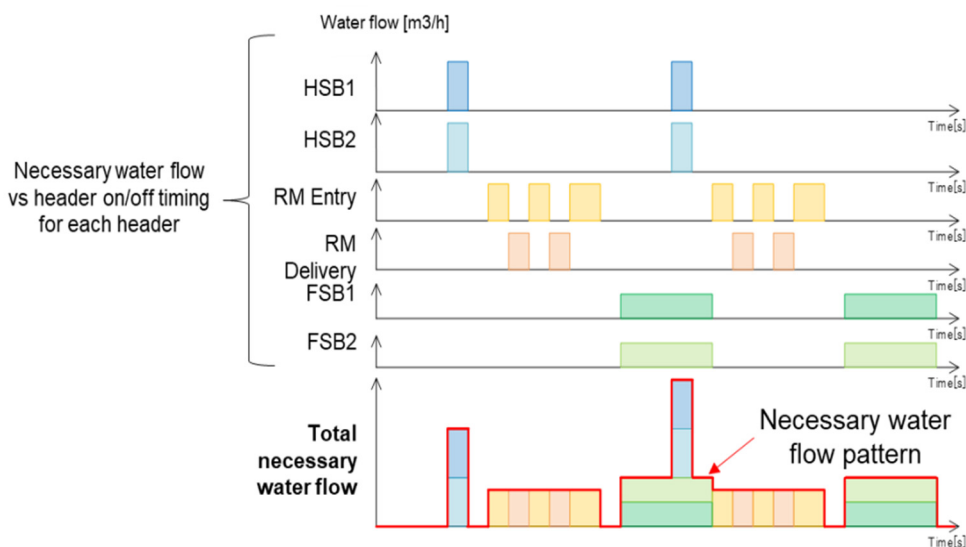 Water flow [m3/h]
HSB1
Time[s]
HSB2
Time[s]
Necessary water flow
vs header on/off timing
for each header
RM Entry
Time[s]
RM
Delivery
Time[s]
FSB1
Time[s]
FSB2
Time[s]
Total
necessary
water flow
Necessary water
flow pattern
Time[s]